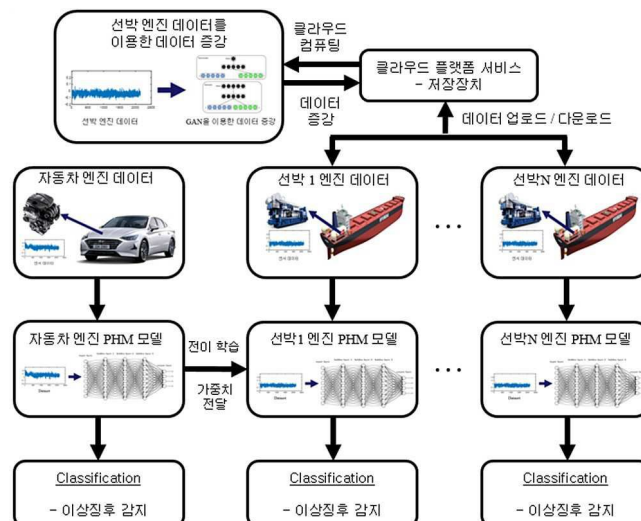 선박 엔진 데이터를
이용한 데이터 증강
선박 엔진 데이터
GAN을 이용한 데이터 증강
클라우드
컴퓨팅
데이터
증강
클라우드 플랫폼 서비스
- 저장장치
데이터 업로드 / 다운로드
자동차 엔진 데이터
선박 1 엔진 데이터
선박N 엔진 데이터
...
자동차 엔진 PHM 모델
Dataset
전이 학습
가중치
전달
선박1 엔진 PHM 모델
Dataset
...
선박N 엔진 PHM 모델
Dataset
Classification
- 이상징후 감지
Classification
- 이상징후 감지
Classification
- 이상징후 감지